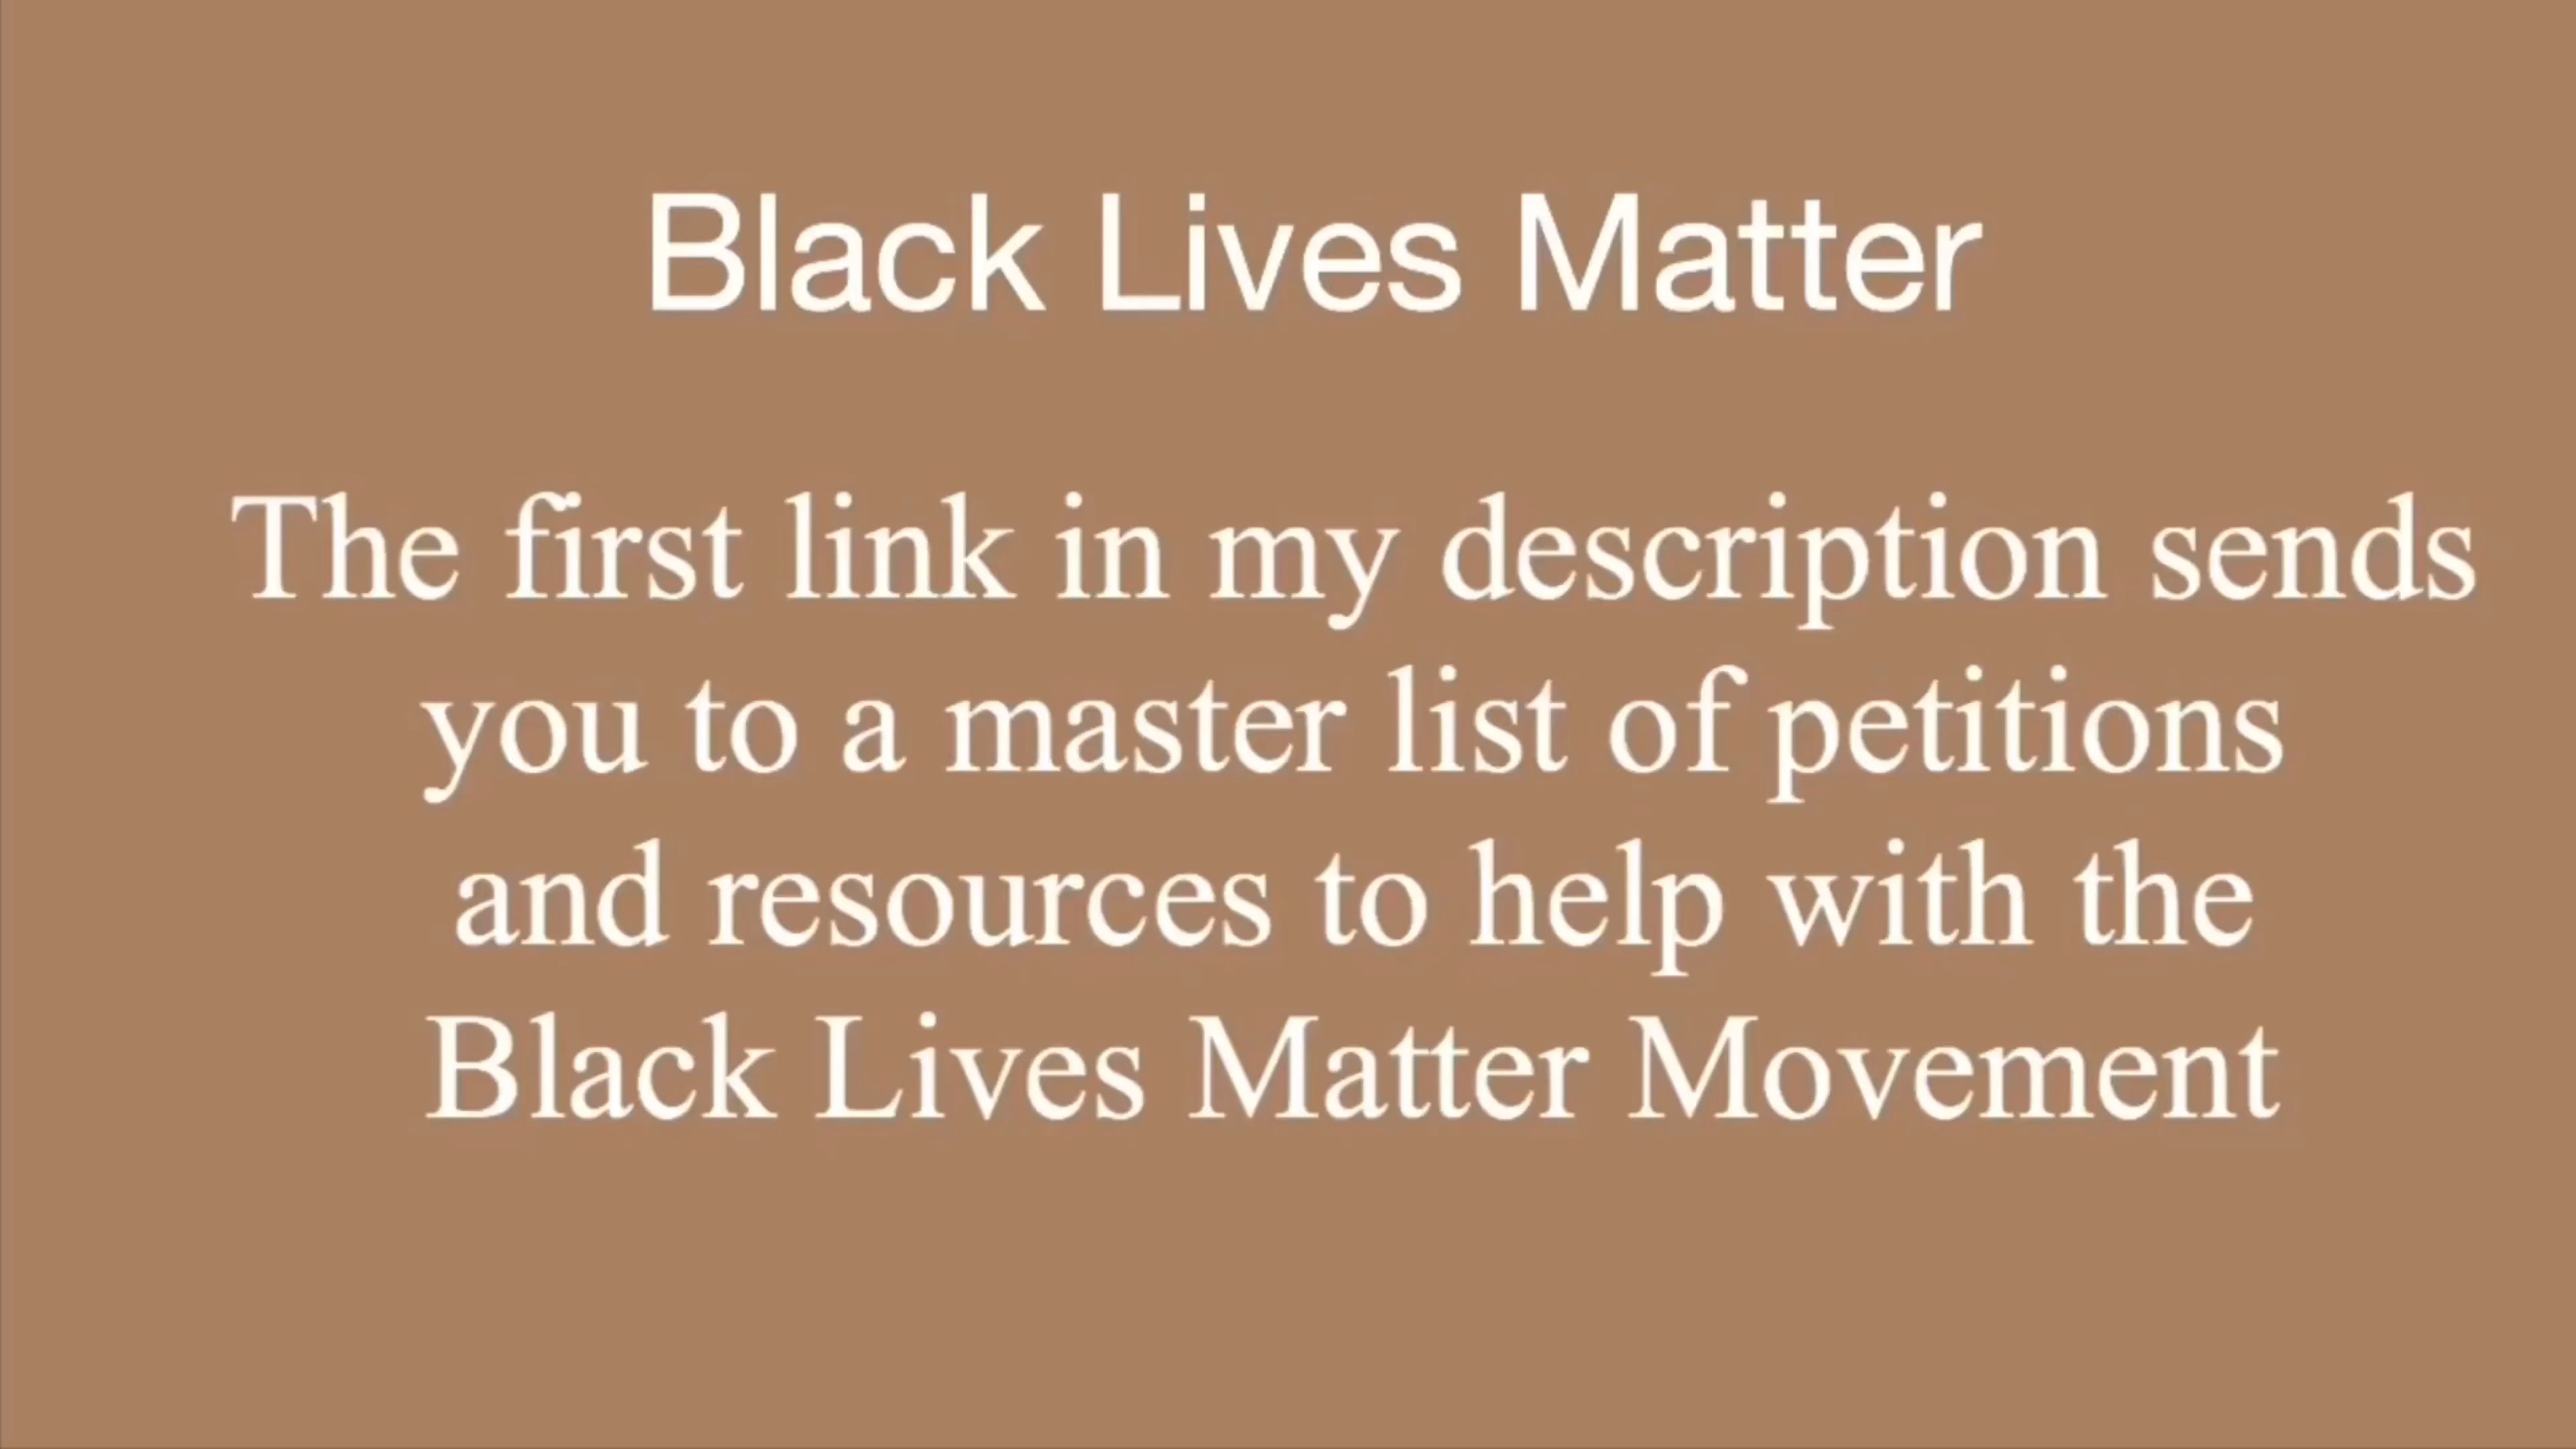 Black Lives Matter
The first link in my description sends
you to a master list of petitions
and resources to help with the
Black Lives Matter Movement